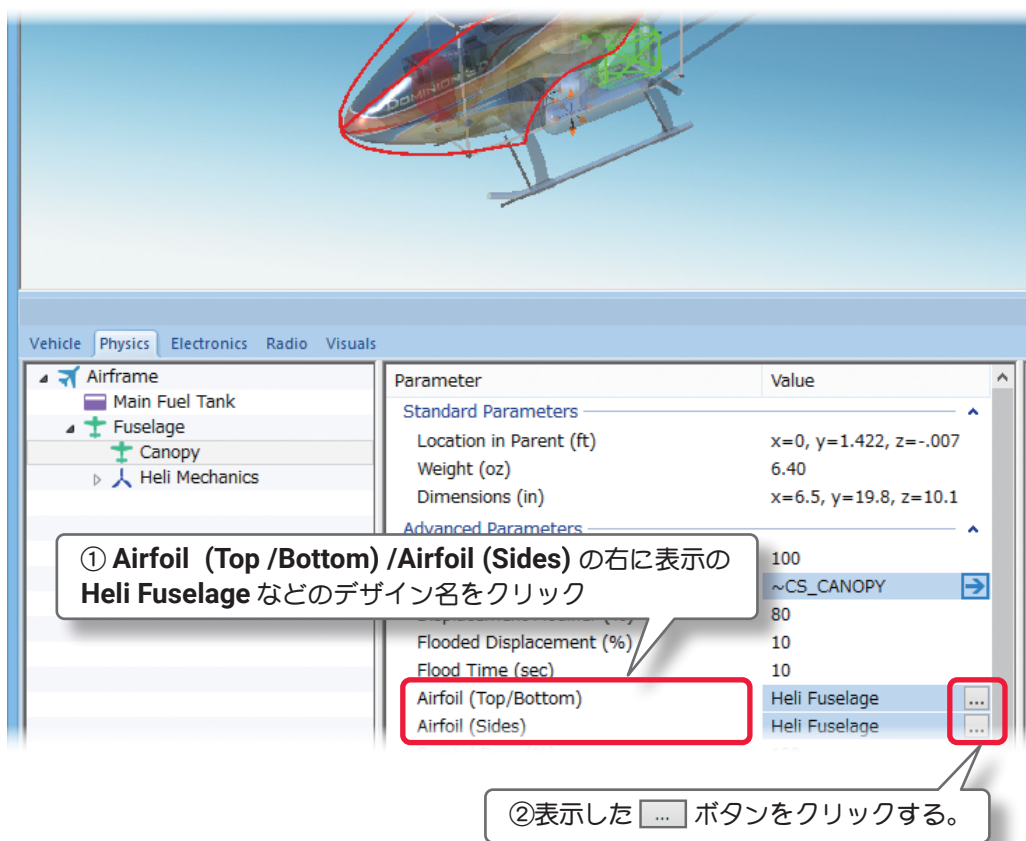 DOMINION 3D
Vehicle Physics Electronics Radio Visuals
Airframe
Main Fuel Tank
Fuselage
Canopy
Heli Mechanics
Parameter Value
Standard Parameters
Location in Parent (ft) x=0, y=1.422, z=-.007
Weight (oz) 6.40
Dimensions (in) x=6.5, y=19.8, z=10.1
Advanced Parameters
100
~CS_CANOPY
80
① Airfoil (Top /Bottom) /Airfoil (Sides) の右に表示の
Heli Fuselage などのデザイン名をクリック
Flooded Displacement (%) 10
Flood Time (sec) 10
Airfoil (Top/Bottom) Heli Fuselage ...
Airfoil (Sides) Heli Fuselage ...
②表示した ... ボタンをクリックする。